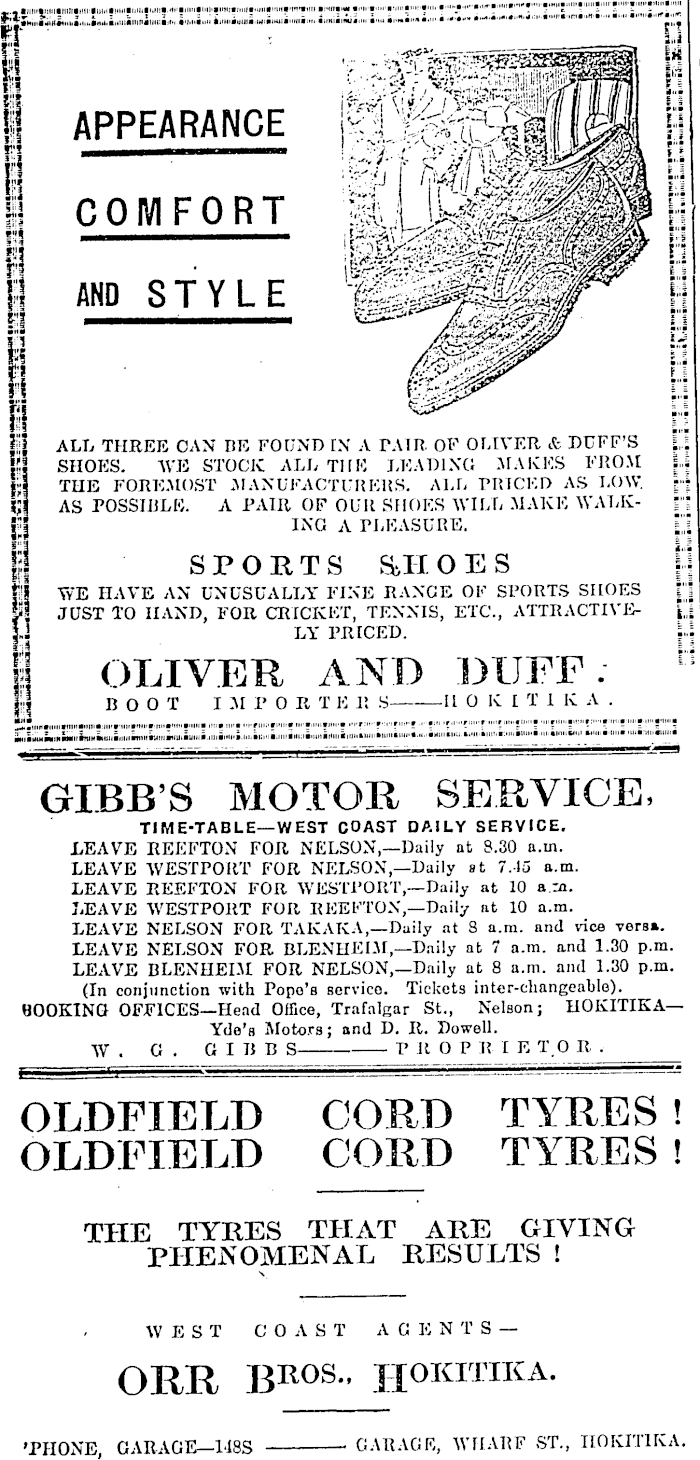 APPEARANCE
COMFORT
AND STYLE
ALL THREE CAN BE FOUND IN A PAIR OF OLIVER & DUFF'S
SHOES. WE STOCK ALL THE LEADING MAKES FROM
THE FOREMOST MANUFACTURERS. ALL PRICED AS LOW
AS POSSIBLE. A PAIR OF OUR SHOES WILL MAKE WALK-
ING A PLEASURE.
SPORTS SHOES
WE HAVE AN UNUSUALLY FINE RANGE OF SPORTS SHOES
JUST TO HAND, FOR CRICKET, TENNIS, ETC., ATTRACTIVE-
LY PRICED.
OLIVER AND DUFF.
BOOT IMPORTERS——HOKITIKA.
GIBB'S MOTOR SERVICE,
TIME-TABLE—WEST COAST DAILY SERVICE.
LEAVE REEFTON FOR NELSON,—Daily at 8.30 a.m.
LEAVE WESTPORT FOR NELSON,—Daily at 7.45 a.m.
LEAVE REEFTON FOR WESTPORT,—Daily at 10 a.m.
LEAVE WESTPORT FOR REEFTON,—Daily at 10 a.m.
LEAVE NELSON FOR TAKAKA,—Daily at 8 a.m. and vice versa.
LEAVE NELSON FOR BLENHEIM,—Daily at 7 a.m. and 1.30 p.m.
LEAVE BLENHEIM FOR NELSON,—Daily at 8 a.m. and 1.30 p.m.
(In conjunction with Pope's service. Tickets inter-changeable).
BOOKING OFFICES—Head Office, Trafalgar St., Nelson; HOKITIKA—
Yde's Motors; and D. R. Dowell.
W. G. GIBBS———PROPRIETOR.
OLDFIELD CORD TYRES!
OLDFIELD CORD TYRES!
THE TYRES THAT ARE GIVING
PHENOMENAL RESULTS!
WEST COAST AGENTS—
ORR BROS., HOKITIKA.
'PHONE, GARAGE—148S ——— GARAGE, WHARF ST., HOKITIKA.